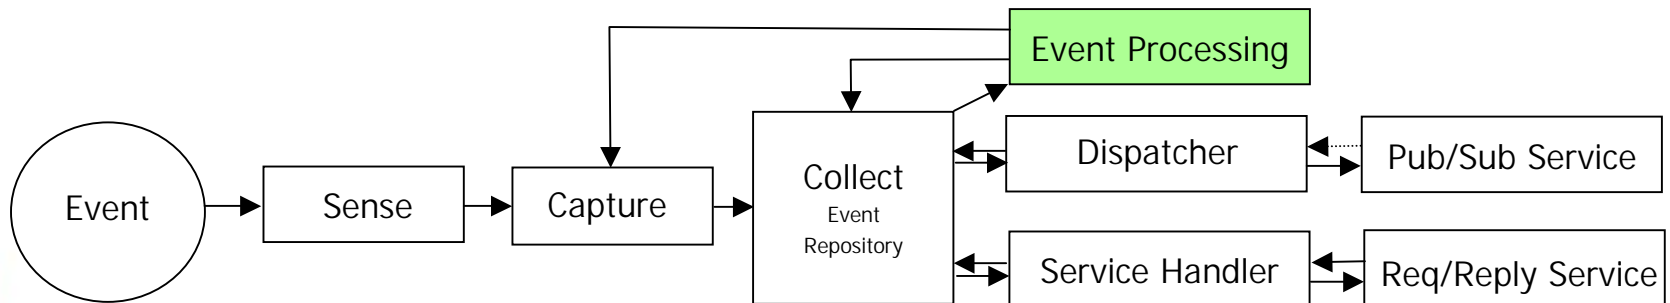 Event Processing
Event
Sense
Capture
Collect
Event
Repository
Dispatcher
Pub/Sub Service
Service Handler
Req/Reply Service